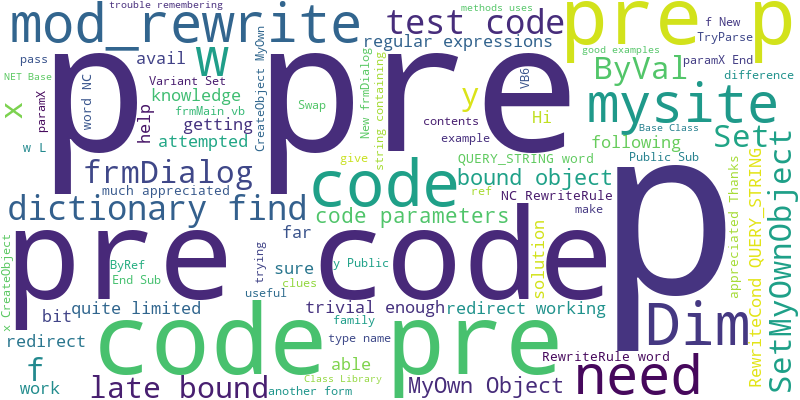 trouble remembering
mod_rewrite
test code
methods uses
pre p
f New
TryParse
pass
avail
W
regular expressions
good examples
paramX End
NET Base
Variant Set
p pre
ByVal
difference
x
paramX
word NC
knowledge
frmMain vb
CreateObject MyOwn
Swap
string containing
New frmDialog
VB6
y
Hi
mysite
help
getting
attempted
contents
example
Base Class
Set
following
w L
frmDialog
give
QUERY_STRING word
Public Sub
much appreciated
code
bound object
ref
NC RewriteRule
make
p
dictionary find
code parameters
appreciated Thanks
RewriteCond QUERY_STRING
SetMyOwnObject
x CreateObject
pre code
far
ByRef
End Sub
trying
sure
clues
y Public
useful
solution
bit
quite limited
trivial enough
redirect working
Dim
redirect
code pre
family
type name
RewriteRule word
f
able
Class Library
need
work
late bound
another form
MyOwn Object